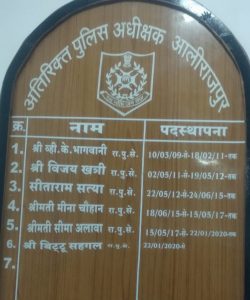 अतिरिक्त पुलिस अधीक्षक आलीराजपुर
क्र. नाम पदस्थापना
1. श्री व्ही.के.भागवानी रा.पु.से. 10/03/09-से-18/02/11-तक
2. श्री विजय खत्री रा.पु.से. 02/05/11-से-19/05/12-तक
3. सीताराम सत्या रा.पु.से. 22/05/12-से-24/06/15-तक
4. श्रीमती मीना चौहान रा.पु.से. 18/06/15-से-15/05/17-तक
5. श्रीमती सीमा अलावा रा.पु.से. 15/05/17-से-22/01/2020-तक
6. श्री बिट्टू सहगल रा.पु.से. 22/01/2020-से
7.